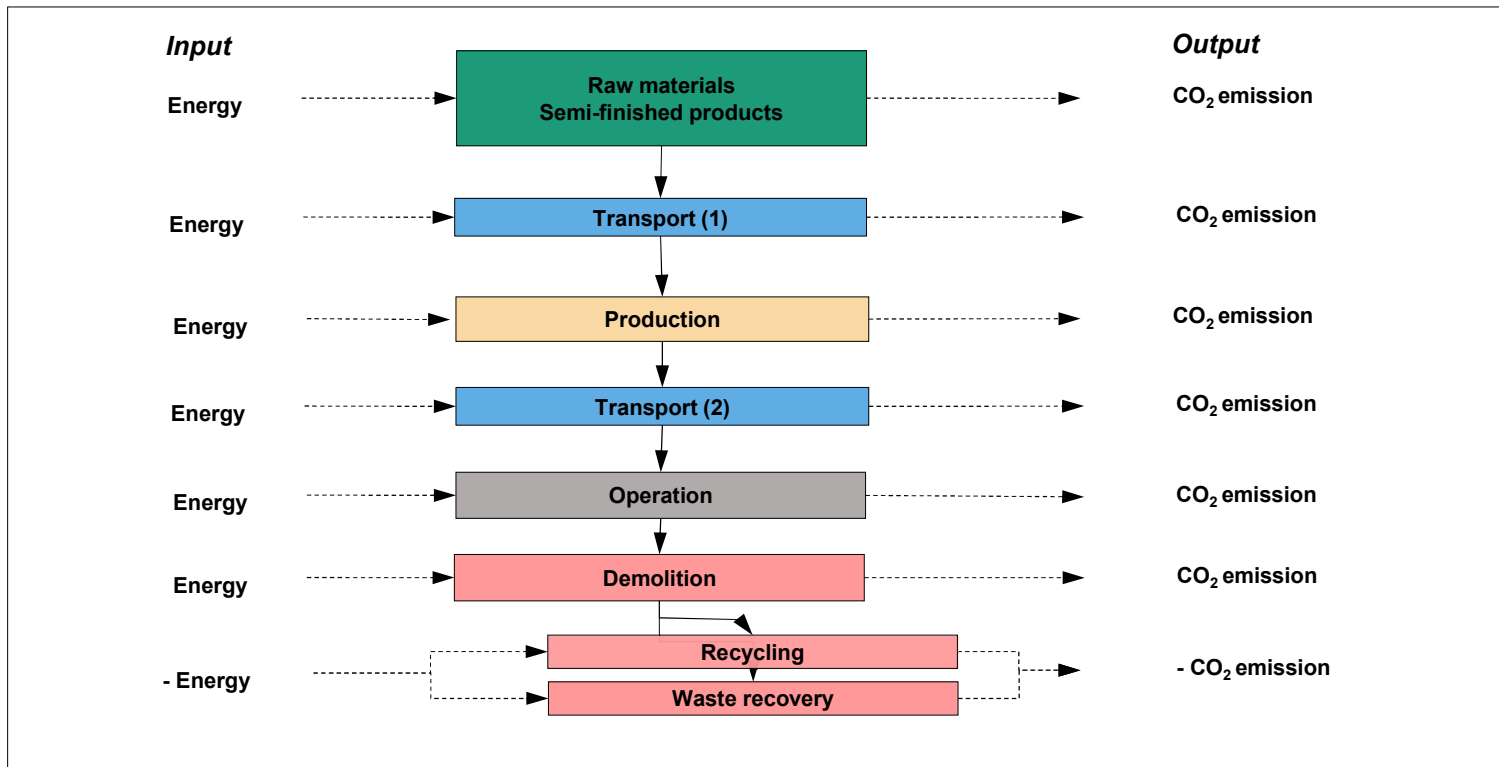 Input
Output
Energy
Raw materials
Semi-finished products
CO₂ emission
Energy
Transport (1)
CO₂ emission
Energy
Production
CO₂ emission
Energy
Transport (2)
CO₂ emission
Energy
Operation
CO₂ emission
Energy
Demolition
CO₂ emission
- Energy
Recycling
Waste recovery
- CO₂ emission